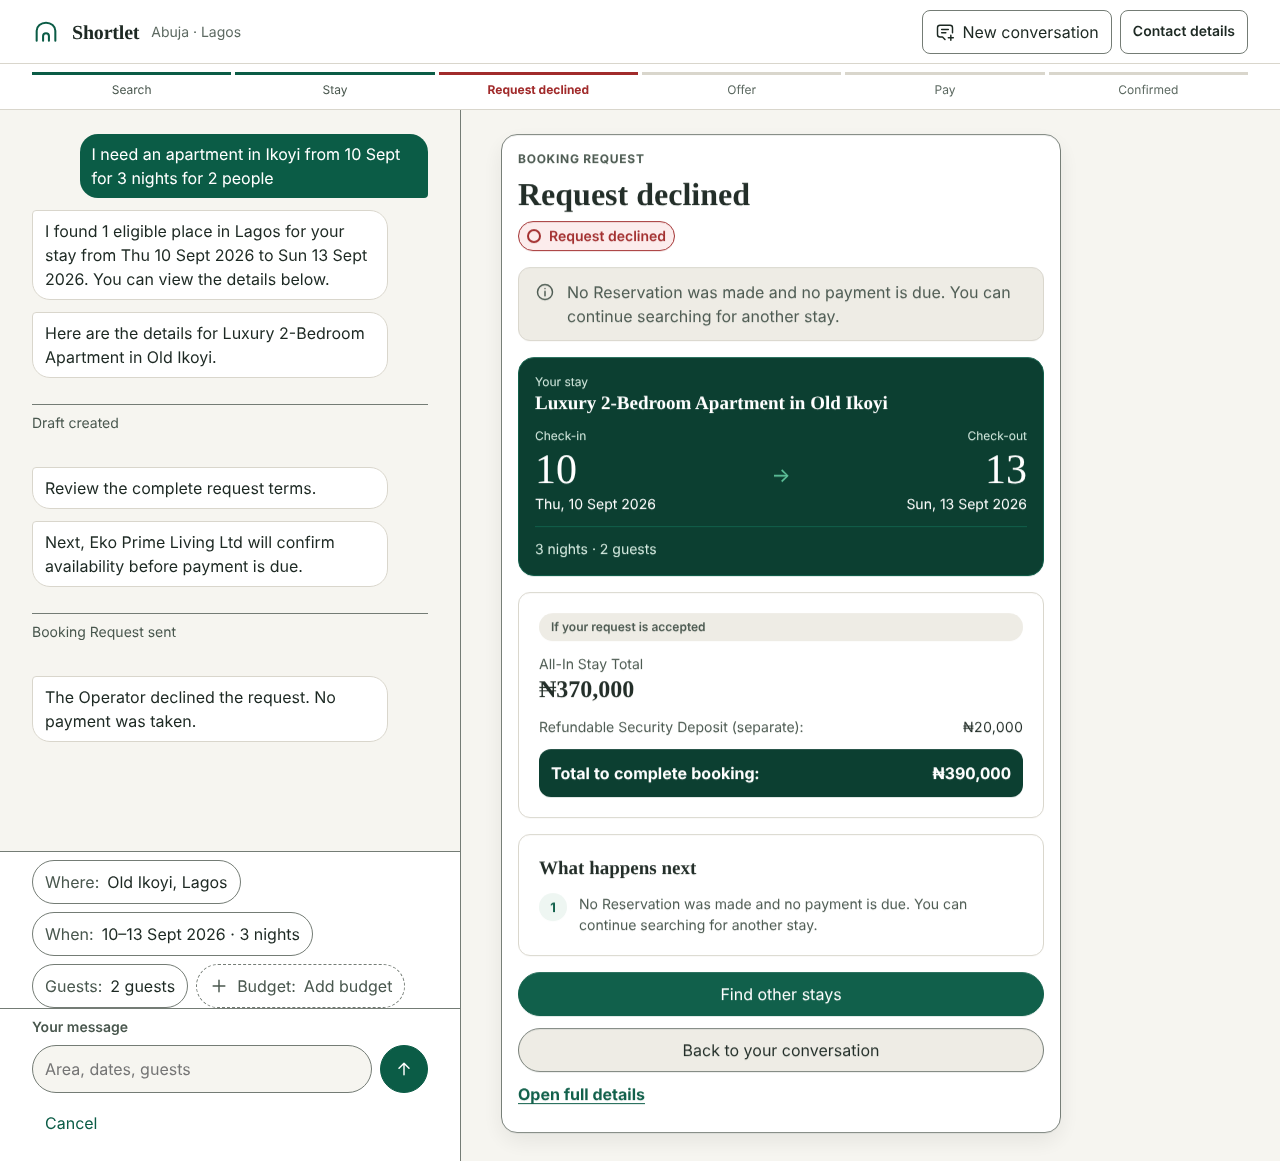 Shortlet
Abuja · Lagos
New conversation
Contact details
Search
Stay
Request declined
Offer
Pay
Confirmed
I need an apartment in Ikoyi from 10 Sept
for 3 nights for 2 people
I found 1 eligible place in Lagos for your
stay from Thu 10 Sept 2026 to Sun 13 Sept
2026. You can view the details below.
Here are the details for Luxury 2-Bedroom
Apartment in Old Ikoyi.
Draft created
Review the complete request terms.
Next, Eko Prime Living Ltd will confirm
availability before payment is due.
Booking Request sent
The Operator declined the request. No
payment was taken.
Where: Old Ikoyi, Lagos
When: 10–13 Sept 2026 · 3 nights
Guests: 2 guests
Budget: Add budget
Your message
Area, dates, guests
Cancel
BOOKING REQUEST
Request declined
Request declined
No Reservation was made and no payment is due. You can
continue searching for another stay.
Your stay
Luxury 2-Bedroom Apartment in Old Ikoyi
Check-in
Check-out
10
→
13
Thu, 10 Sept 2026
Sun, 13 Sept 2026
3 nights · 2 guests
If your request is accepted
All-In Stay Total
₦370,000
Refundable Security Deposit (separate):
₦20,000
Total to complete booking:
₦390,000
What happens next
1
No Reservation was made and no payment is due. You can
continue searching for another stay.
Find other stays
Back to your conversation
Open full details